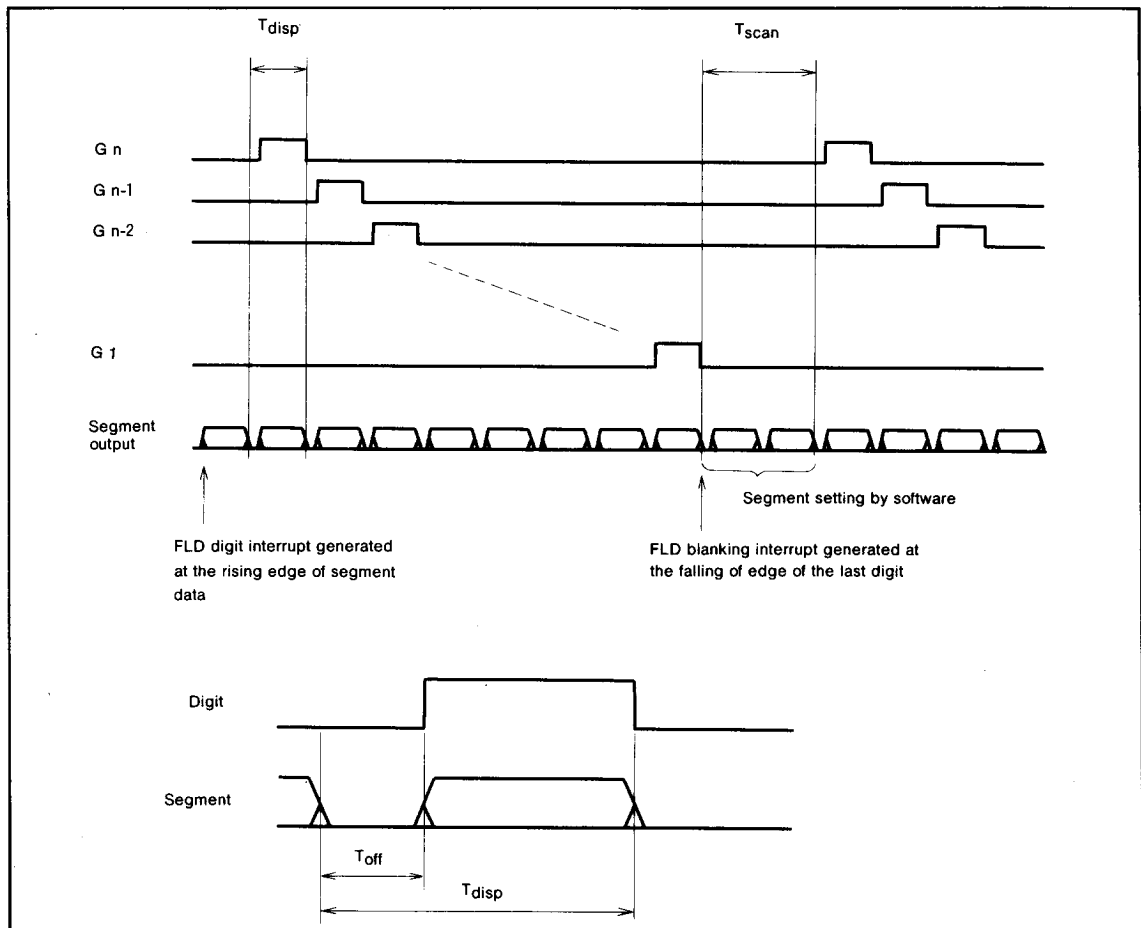 Tdisp
Tscan
G n
G n-1
G n-2
G 1
Segment
output
Segment setting by software
FLD digit interrupt generated
at the rising edge of segment
data
FLD blanking interrupt generated at
the falling of edge of the last digit
Digit
Segment
Toff
Tdisp